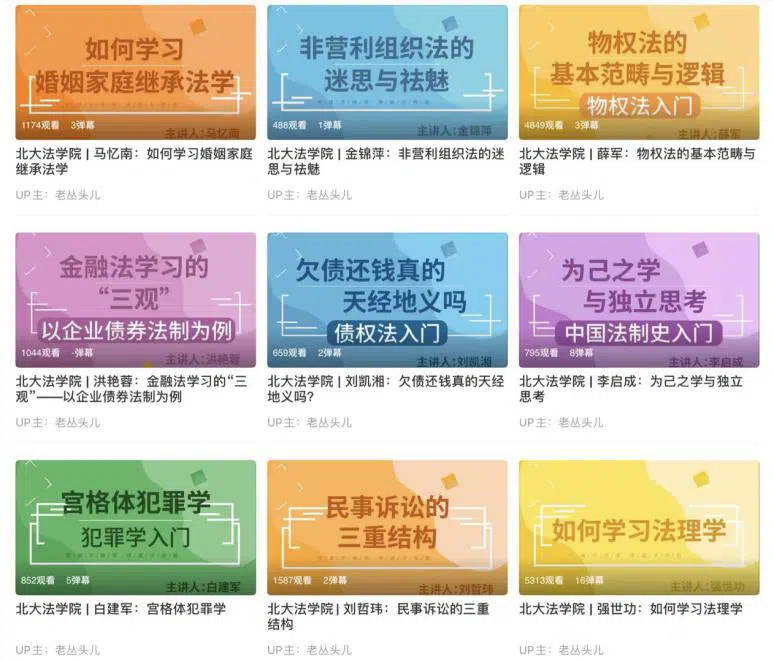 如何学习
婚姻家庭继承法学
1174观看 3弹幕
主讲人:马忆南
北大法学院 | 马忆南：如何学习婚姻家庭
继承法学
UP主：老丛头儿
非营利组织法的
迷思与祛魅
488观看 1弹幕
主讲人:金锦萍
北大法学院 | 金锦萍：非营利组织法的迷
思与祛魅
UP主：老丛头儿
物权法的
基本范畴与逻辑
物权法入门
4849观看 3弹幕
主讲人:薛军
北大法学院 | 薛军：物权法的基本范畴与
逻辑
UP主：老丛头儿
金融法学习的
“三观”
以企业债券法制为例
1044观看 -弹幕
主讲人:洪艳蓉
北大法学院 | 洪艳蓉：金融法学习的“三
观”——以企业债券法制为例
UP主：老丛头儿
欠债还钱真的
天经地义吗
债权法入门
659观看 2弹幕
主讲人:刘凯湘
北大法学院 | 刘凯湘：欠债还钱真的天经
地义吗?
UP主：老丛头儿
为己之学
与独立思考
中国法制史入门
795观看 8弹幕
主讲人:李启成
北大法学院 | 李启成：为己之学与独立
思考
UP主：老丛头儿
宫格体犯罪学
犯罪学入门
852观看 5弹幕
主讲人:白建军
北大法学院 | 白建军：宫格体犯罪学
UP主：老丛头儿
民事诉讼的
三重结构
1587观看 2弹幕
主讲人:刘哲玮
北大法学院 | 刘哲玮：民事诉讼的三重
结构
UP主：老丛头儿
如何学习法理学
5313观看 16弹幕
主讲人:强世功
北大法学院 | 强世功：如何学习法理学
UP主：老丛头儿